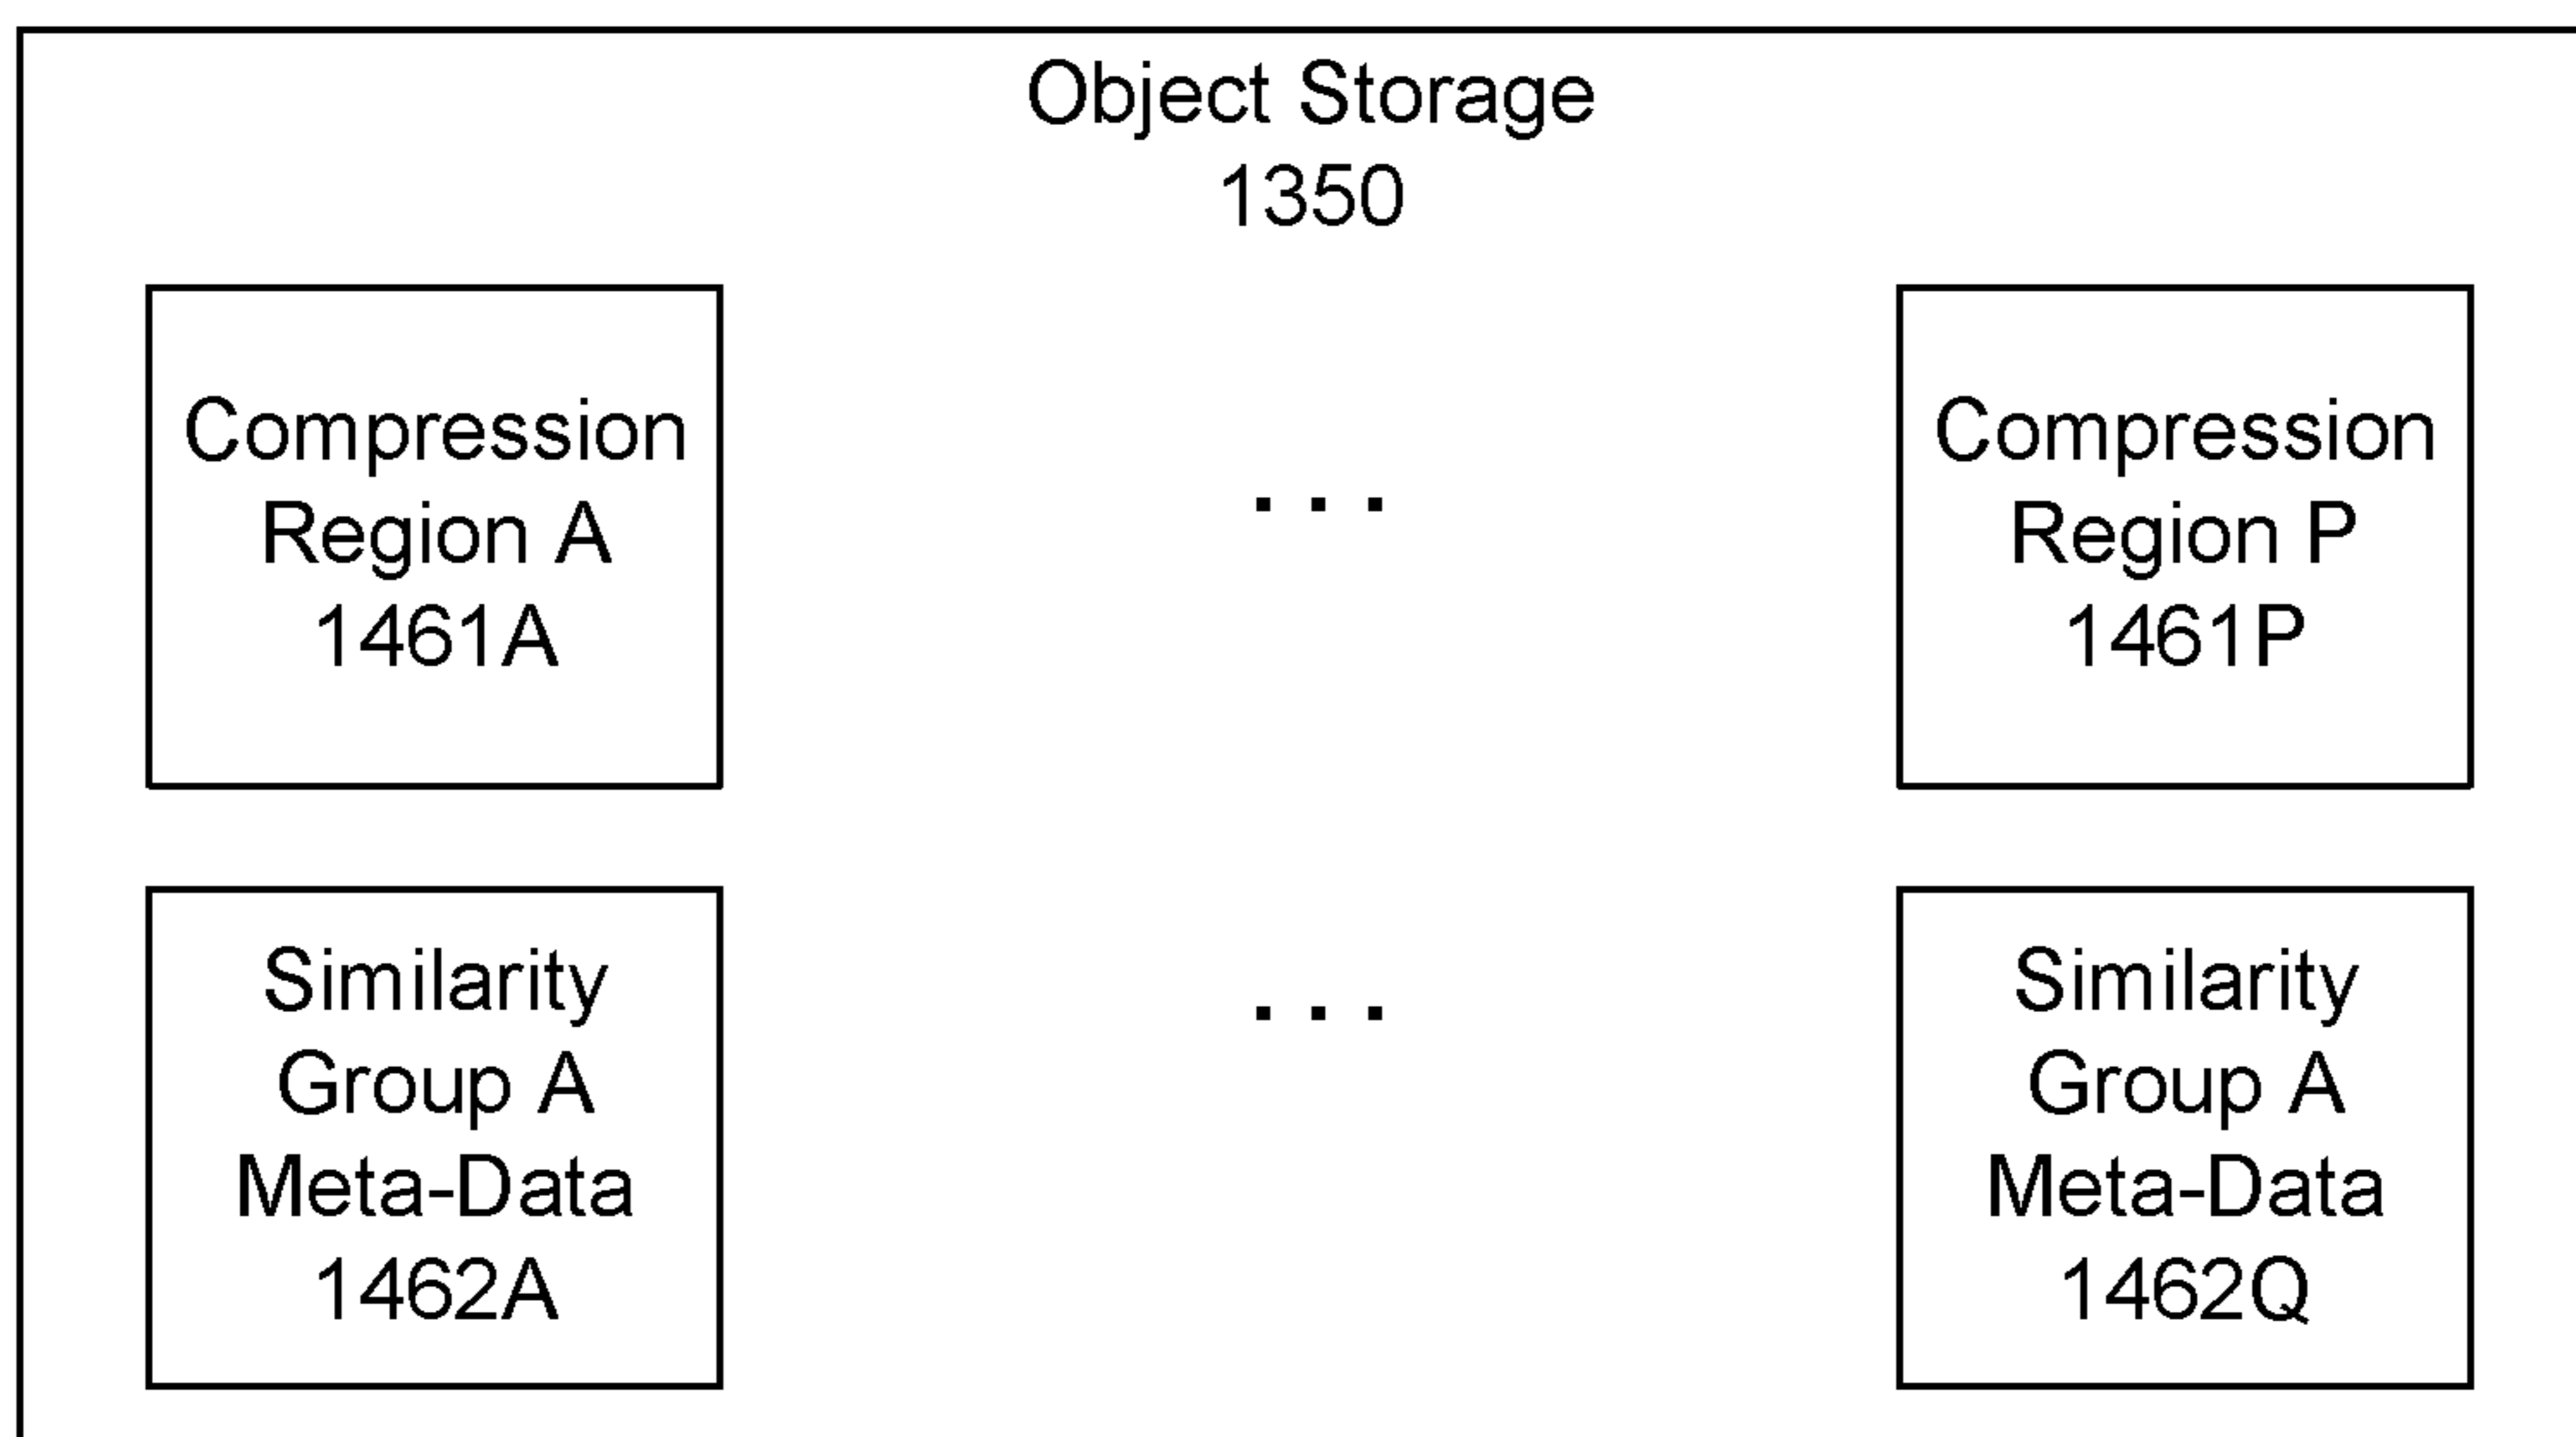 Object Storage
1350
Compression
Region A
1461A
. . .
Compression
Region P
1461P
Similarity
Group A
Meta-Data
1462A
. . .
Similarity
Group A
Meta-Data
1462Q